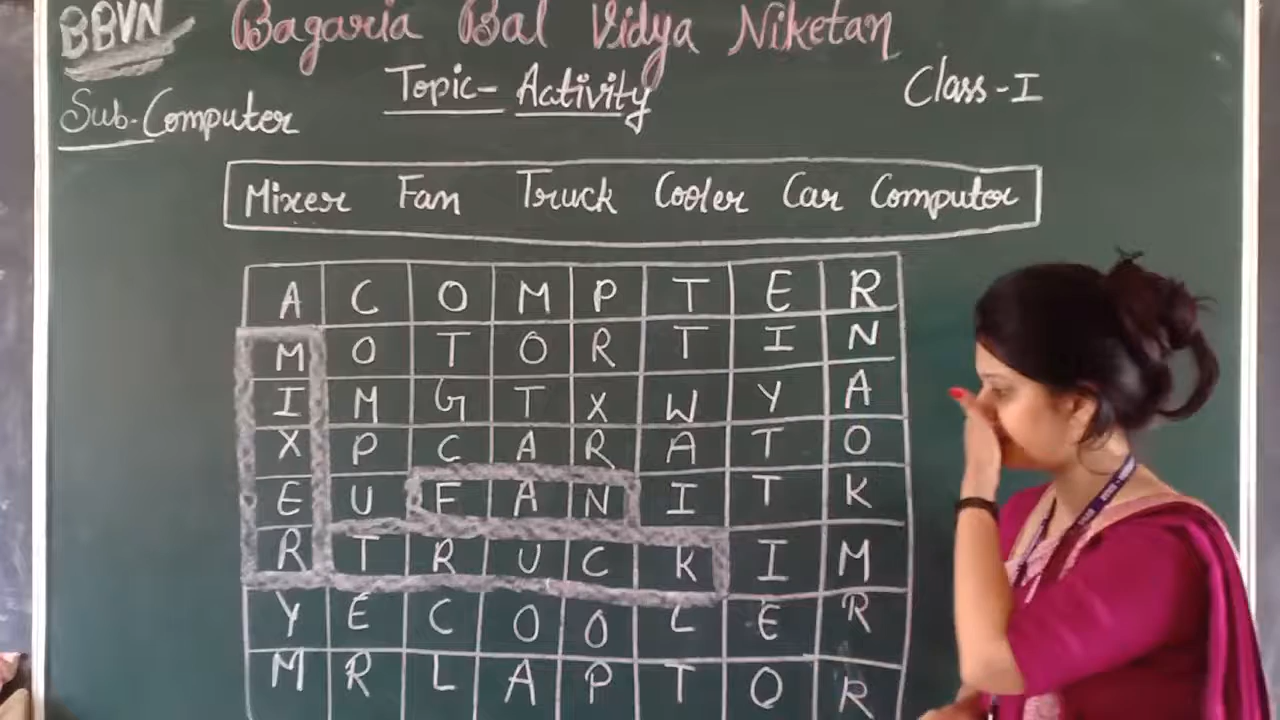 BBVN Bagaria Bal Vidya Niketan
Sub-Computer Topic- Activity Class-I
Mixer Fan Truck Cooler Car Computer
A C O M P T E R
M O T O R T I N
I M G T X W Y A
X P C A R A T O
E U F A N I T K
R T R U C K I M
Y E C O O L E R
M R L A P T O R